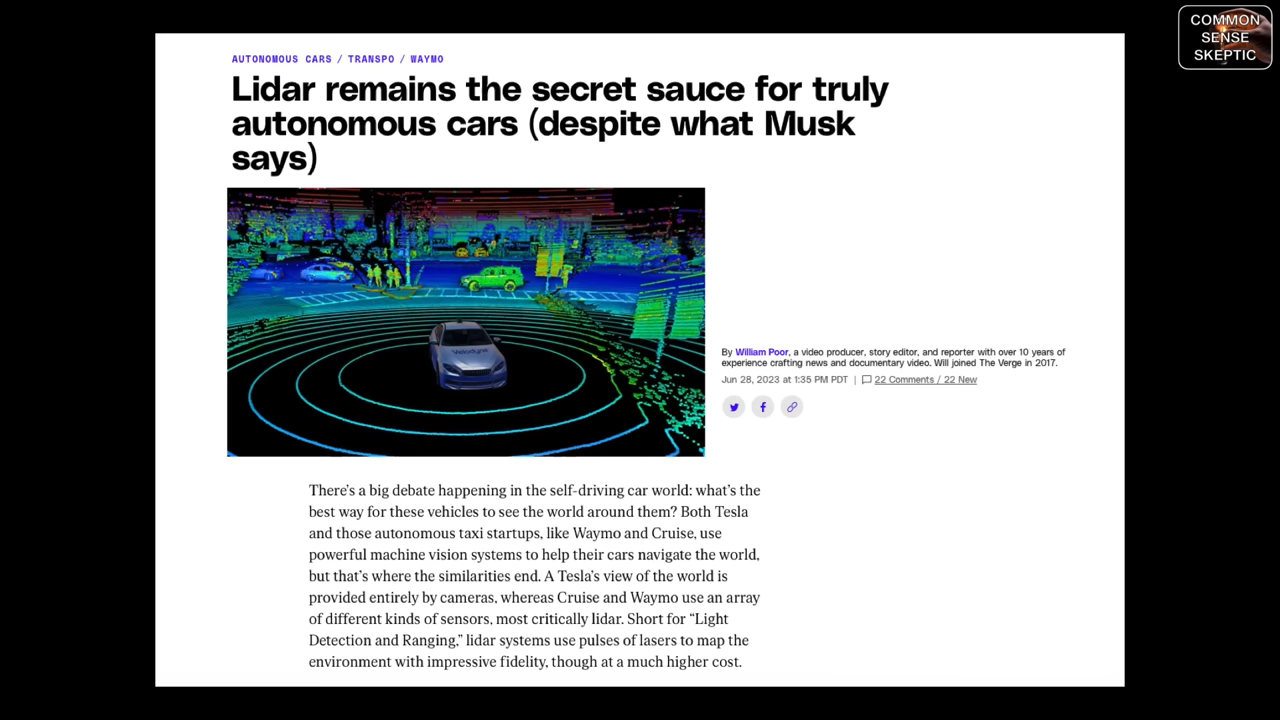 COMMON
SENSE
SKEPTIC
AUTONOMOUS CARS / TRANSPO / WAYMO
Lidar remains the secret sauce for truly
autonomous cars (despite what Musk
says)
Velodyne
By William Poor, a video producer, story editor, and reporter with over 10 years of
experience crafting news and documentary video. Will joined The Verge in 2017.
Jun 28, 2023 at 1:35 PM PDT | 22 Comments / 22 New
There’s a big debate happening in the self-driving car world: what’s the
best way for these vehicles to see the world around them? Both Tesla
and those autonomous taxi startups, like Waymo and Cruise, use
powerful machine vision systems to help their cars navigate the world,
but that’s where the similarities end. A Tesla’s view of the world is
provided entirely by cameras, whereas Cruise and Waymo use an array
of different kinds of sensors, most critically lidar. Short for “Light
Detection and Ranging,” lidar systems use pulses of lasers to map the
environment with impressive fidelity, though at a much higher cost.